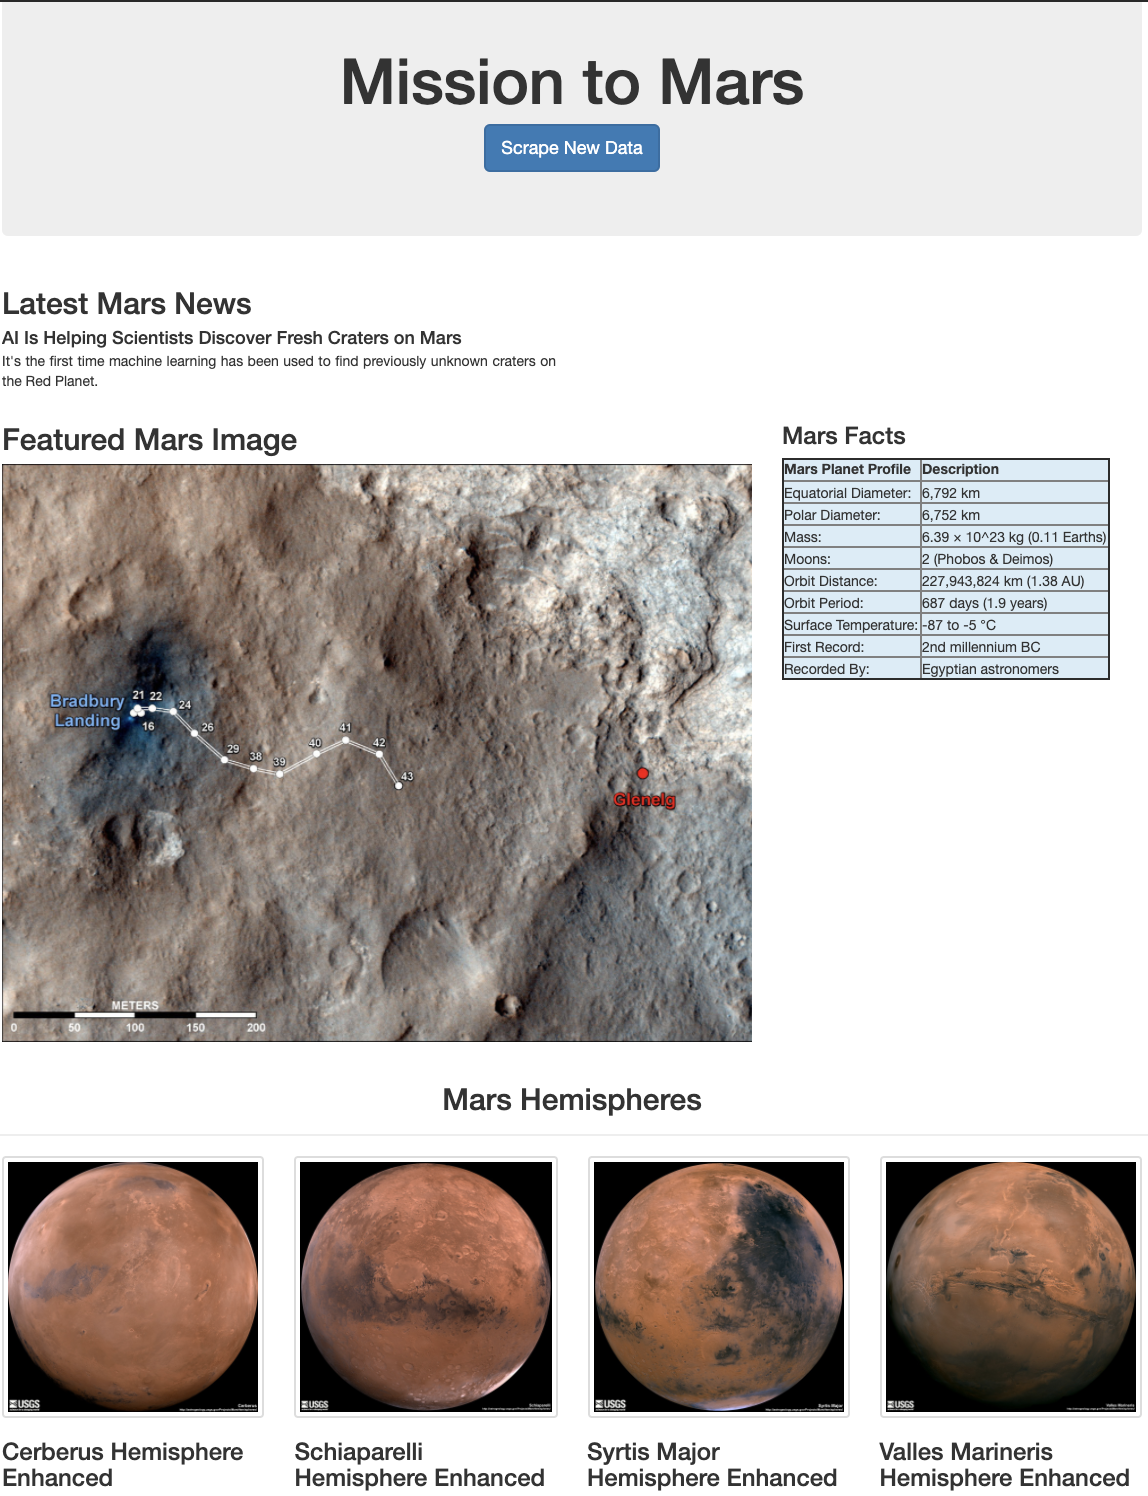 Mission to Mars
Scrape New Data
Latest Mars News
AI Is Helping Scientists Discover Fresh Craters on Mars
It's the first time machine learning has been used to find previously unknown craters on
the Red Planet.
Featured Mars Image
Bradbury
Landing
21 22
16
24
26
29
38
39
40
41
42
43
Glenelg
METERS
0 50 100 150 200
Mars Facts
Mars Planet Profile Description
Equatorial Diameter: 6,792 km
Polar Diameter: 6,752 km
Mass: 6.39 × 10^23 kg (0.11 Earths)
Moons: 2 (Phobos & Deimos)
Orbit Distance: 227,943,824 km (1.38 AU)
Orbit Period: 687 days (1.9 years)
Surface Temperature: -87 to -5 °C
First Record: 2nd millennium BC
Recorded By: Egyptian astronomers
Mars Hemispheres
USGS
Cerberus
USGS
Schiaparelli
USGS
Syrtis Major
USGS
Valles Marineris
Cerberus Hemisphere
Enhanced
Schiaparelli
Hemisphere Enhanced
Syrtis Major
Hemisphere Enhanced
Valles Marineris
Hemisphere Enhanced